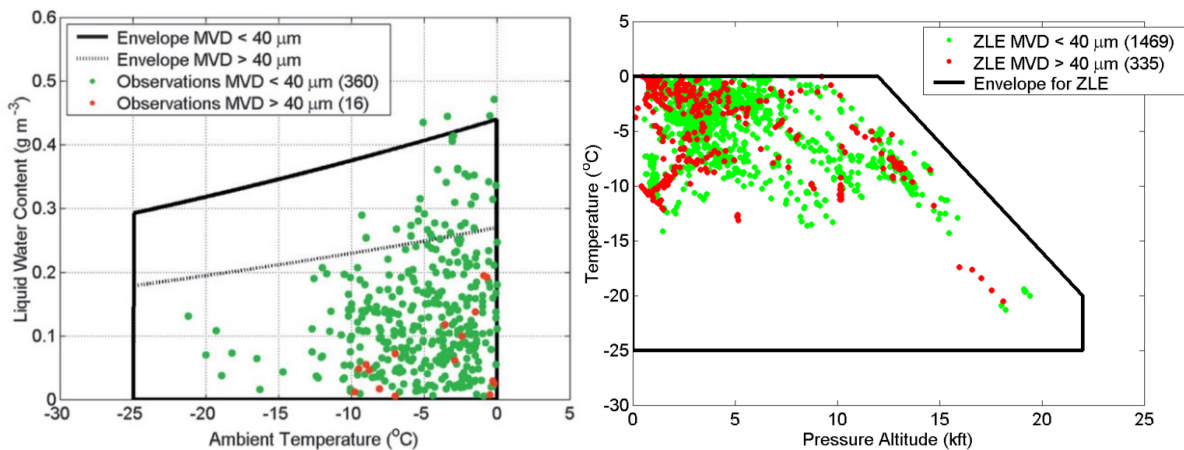 0.6
0.5
0.4
0.3
0.2
0.1
0
Liquid Water Content (g m⁻³)
Envelope MVD < 40 μm
Envelope MVD > 40 μm
Observations MVD < 40 μm (360)
Observations MVD > 40 μm (16)
-30 -25 -20 -15 -10 -5 0 5
Ambient Temperature (°C)
5
0
-5
-10
-15
-20
-25
-30
Temperature (°C)
ZLE MVD < 40 μm (1469)
ZLE MVD > 40 μm (335)
Envelope for ZLE
0 5 10 15 20 25
Pressure Altitude (kft)